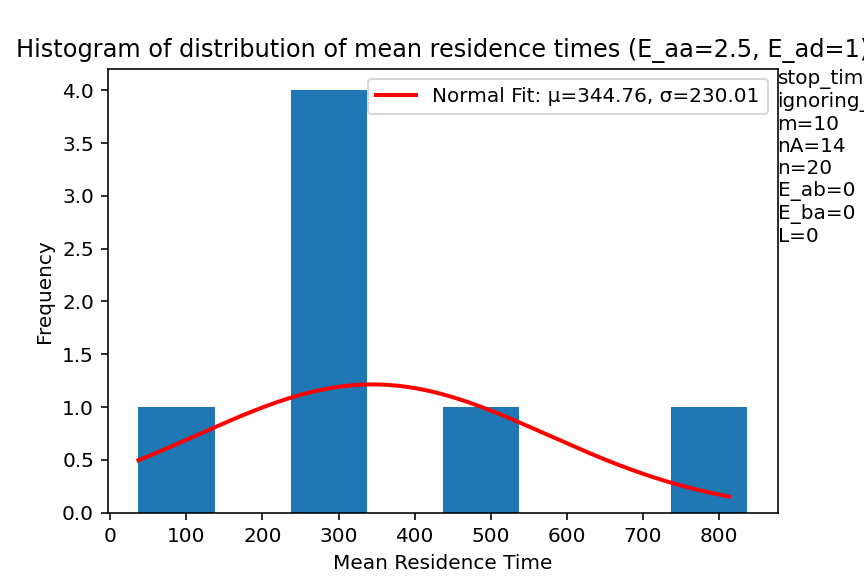 Histogram of distribution of mean residence times (E_aa=2.5, E_ad=1)
Normal Fit: μ=344.76, σ=230.01
stop_tim
ignoring_
m=10
nA=14
n=20
E_ab=0
E_ba=0
L=0
Frequency
4.0
3.5
3.0
2.5
2.0
1.5
1.0
0.5
0.0
0 100 200 300 400 500 600 700 800
Mean Residence Time